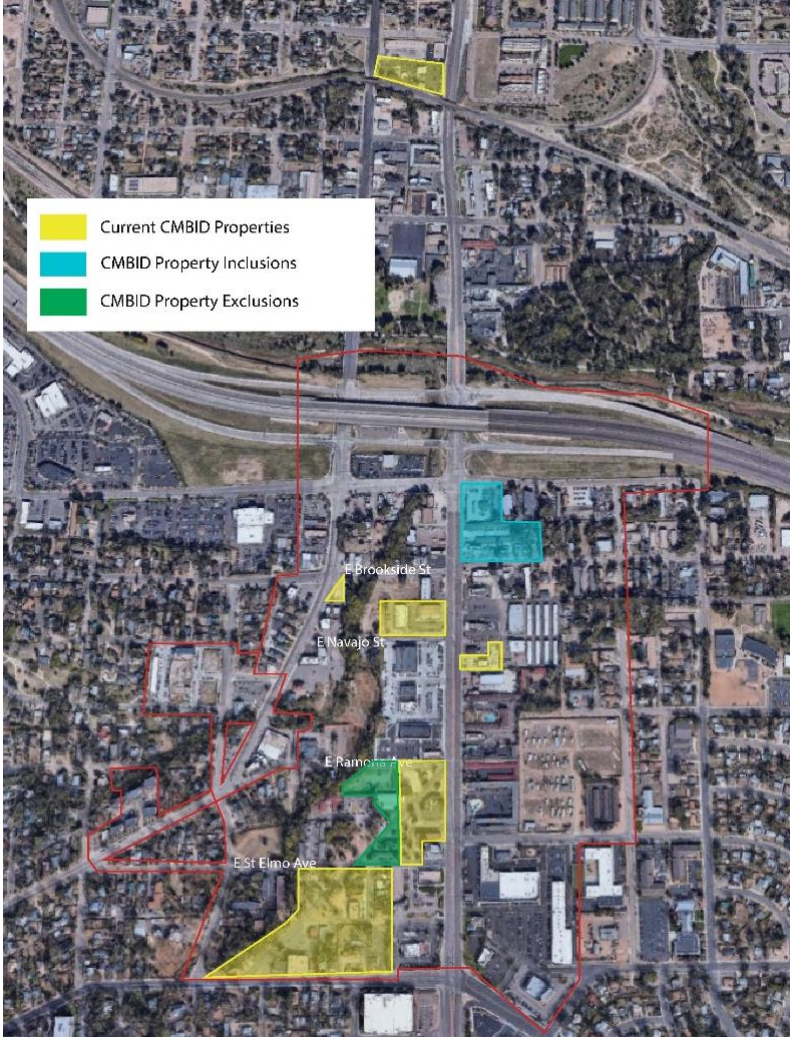 Current CMBID Properties
CMBID Property Inclusions
CMBID Property Exclusions
E Brookside St
E Navajo St
E Ramona Ave
E St Elmo Ave